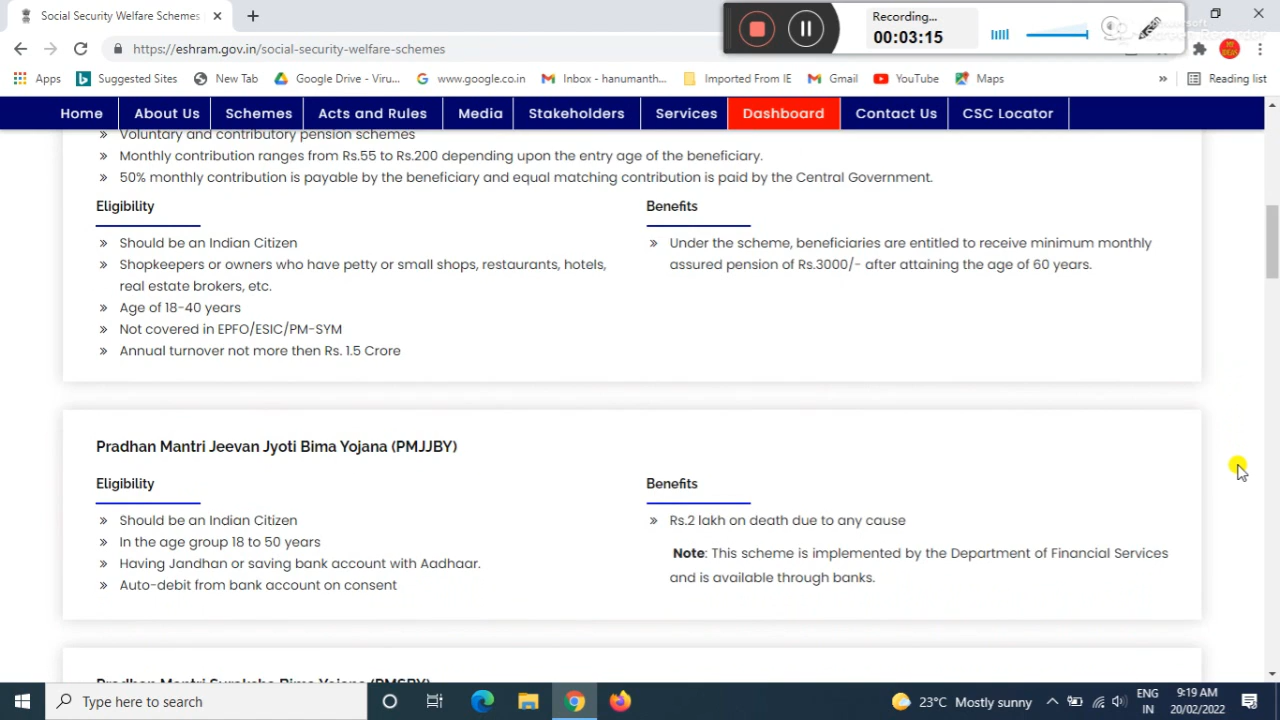 Social Security Welfare Schemes
Recording...
00:03:15
https://eshram.gov.in/social-security-welfare-schemes
Apps
Suggested Sites
New Tab
Google Drive - Viru...
www.google.co.in
Inbox - hanumanth...
Imported From IE
Gmail
YouTube
Maps
»
Reading list
Home
About Us
Schemes
Acts and Rules
Media
Stakeholders
Services
Dashboard
Contact Us
CSC Locator
Voluntary and contributory pension schemes
Monthly contribution ranges from Rs.55 to Rs.200 depending upon the entry age of the beneficiary.
50% monthly contribution is payable by the beneficiary and equal matching contribution is paid by the Central Government.
Eligibility
Should be an Indian Citizen
Shopkeepers or owners who have petty or small shops, restaurants, hotels,
real estate brokers, etc.
Age of 18-40 years
Not covered in EPFO/ESIC/PM-SYM
Annual turnover not more then Rs. 1.5 Crore
Benefits
Under the scheme, beneficiaries are entitled to receive minimum monthly
assured pension of Rs.3000/- after attaining the age of 60 years.
Pradhan Mantri Jeevan Jyoti Bima Yojana (PMJJBY)
Eligibility
Should be an Indian Citizen
In the age group 18 to 50 years
Having Jandhan or saving bank account with Aadhaar.
Auto-debit from bank account on consent
Benefits
Rs.2 lakh on death due to any cause
Note: This scheme is implemented by the Department of Financial Services
and is available through banks.
Pradhan Mantri Suraksha Bima Yojana (PMSBY)
Type here to search
23°C Mostly sunny
ENG
IN
9:19 AM
20/02/2022